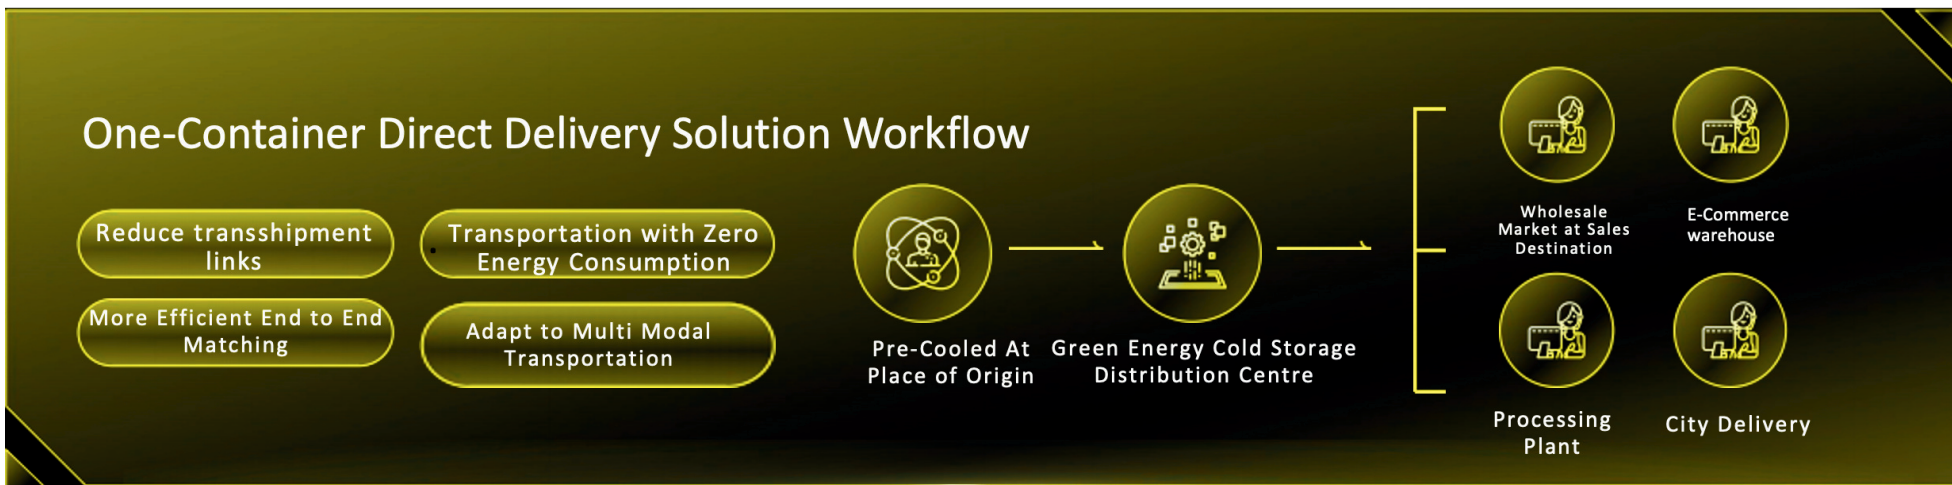 One-Container Direct Delivery Solution Workflow
Reduce transshipment
links
Transportation with Zero
Energy Consumption
More Efficient End to End
Matching
Adapt to Multi Modal
Transportation
Pre-Cooled At
Place of Origin
Green Energy Cold Storage
Distribution Centre
Wholesale
Market at Sales
Destination
E-Commerce
warehouse
Processing
Plant
City Delivery